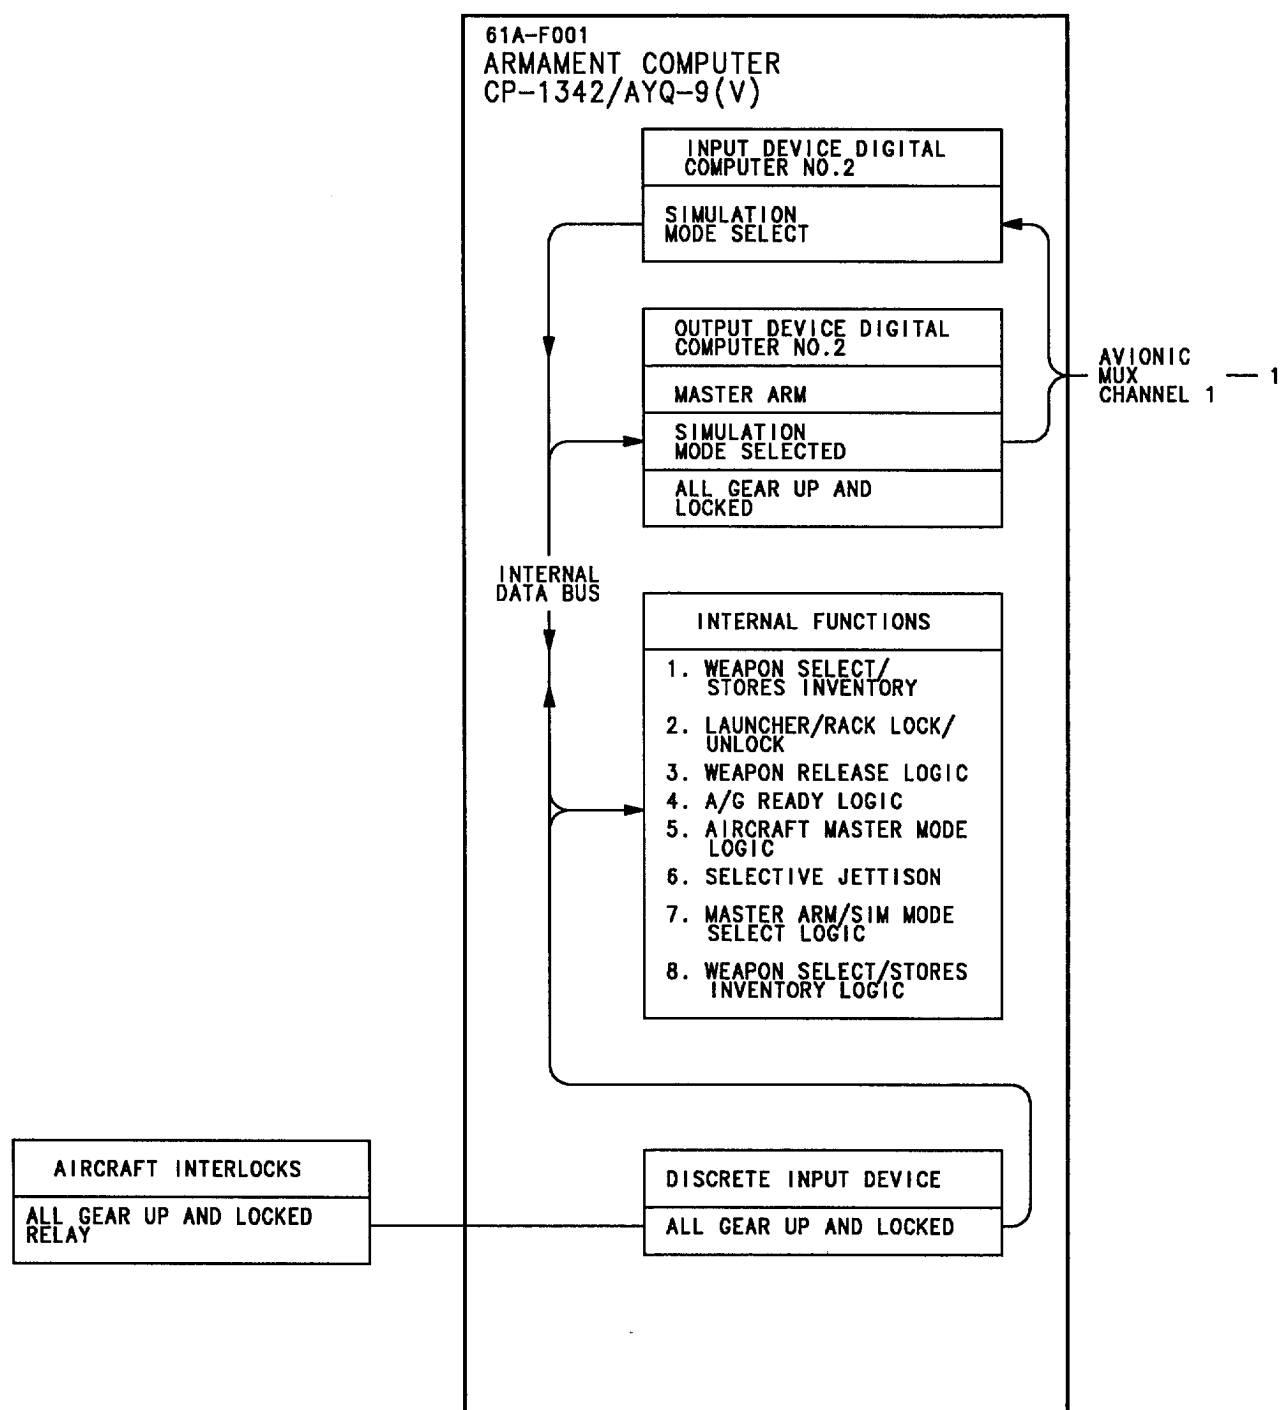 61A-F001
ARMAMENT COMPUTER
CP-1342/AYQ-9(V)
INPUT DEVICE DIGITAL
COMPUTER NO.2
SIMULATION
MODE SELECT
OUTPUT DEVICE DIGITAL
COMPUTER NO.2
MASTER ARM
SIMULATION
MODE SELECTED
ALL GEAR UP AND
LOCKED
AVIONIC
MUX
CHANNEL 1
1
INTERNAL
DATA BUS
INTERNAL FUNCTIONS
1. WEAPON SELECT/
STORES INVENTORY
2. LAUNCHER/RACK LOCK/
UNLOCK
3. WEAPON RELEASE LOGIC
4. A/G READY LOGIC
5. AIRCRAFT MASTER MODE
LOGIC
6. SELECTIVE JETTISON
7. MASTER ARM/SIM MODE
SELECT LOGIC
8. WEAPON SELECT/STORES
INVENTORY LOGIC
AIRCRAFT INTERLOCKS
ALL GEAR UP AND LOCKED
RELAY
DISCRETE INPUT DEVICE
ALL GEAR UP AND LOCKED